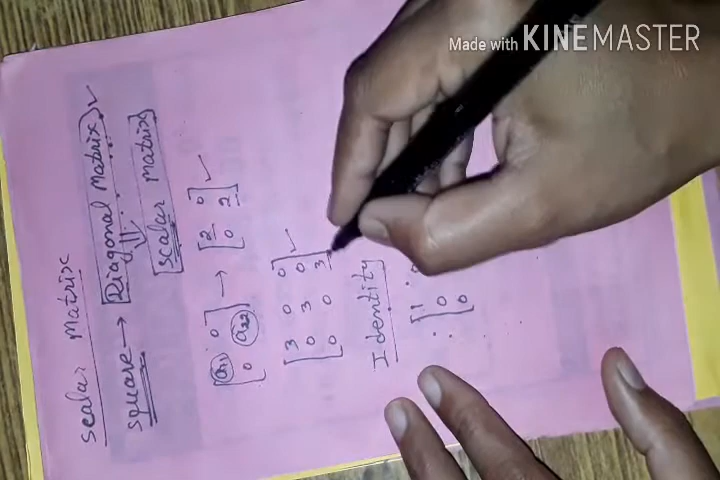 Made with KINEMASTER
Scalar Matrix
Square → Diagonal Matrix ✓
⇓
Scalar Matrix
[a11 0 → [2 0 ✓
0 a22] 0 2]
[3 0 0 ✓
0 3 0
0 0 3]
Identity
[1 0
0
0